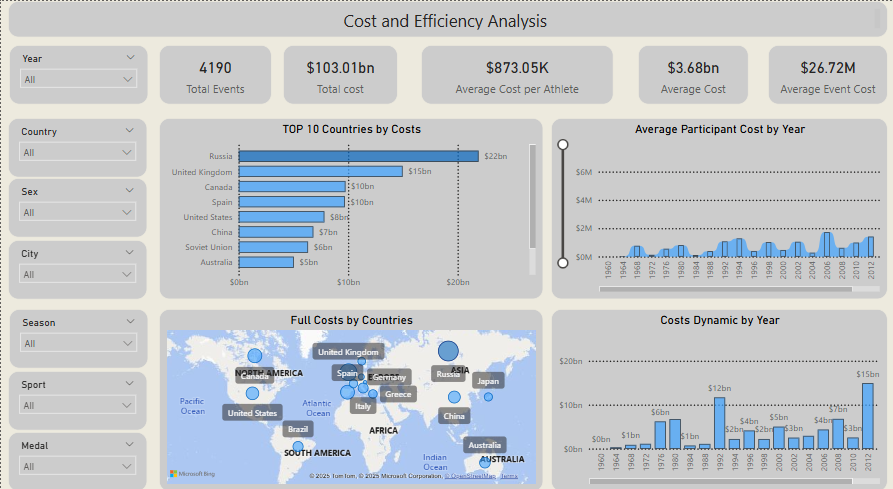 Cost and Efficiency Analysis
Year
All
4190
Total Events
$103.01bn
Total cost
$873.05K
Average Cost per Athlete
$3.68bn
Average Cost
$26.72M
Average Event Cost
Country
All
Sex
All
City
All
Season
All
Sport
All
Medal
All
TOP 10 Countries by Costs
Russia $22bn
United Kingdom $15bn
Canada $10bn
Spain $10bn
United States $8bn
China $7bn
Soviet Union $6bn
Australia $5bn
$0bn $10bn $20bn
Average Participant Cost by Year
$6M
$4M
$2M
$0M
1960 1964 1968 1972 1976 1980 1984 1988 1992 1994 1996 1998 2000 2002 2004 2006 2008 2010 2012
Full Costs by Countries
United Kingdom
NORTH AMERICA
Canada
Spain
Germany
Russia
ASIA
Japan
Pacific
Ocean
Atlantic
Ocean
Italy
Greece
United States
China
Brazil
AFRICA
Australia
SOUTH AMERICA
Indian
Ocean
AUSTRALIA
Microsoft Bing
© 2025 TomTom, © 2025 Microsoft Corporation, © OpenStreetMap Terms
Costs Dynamic by Year
$20bn
$10bn
$0bn
$0bn $1bn $6bn $1bn $12bn $2bn $4bn $2bn $5bn $3bn $4bn $7bn $3bn $15bn
1960 1964 1968 1972 1976 1980 1984 1988 1992 1994 1996 1998 2000 2002 2004 2006 2008 2010 2012